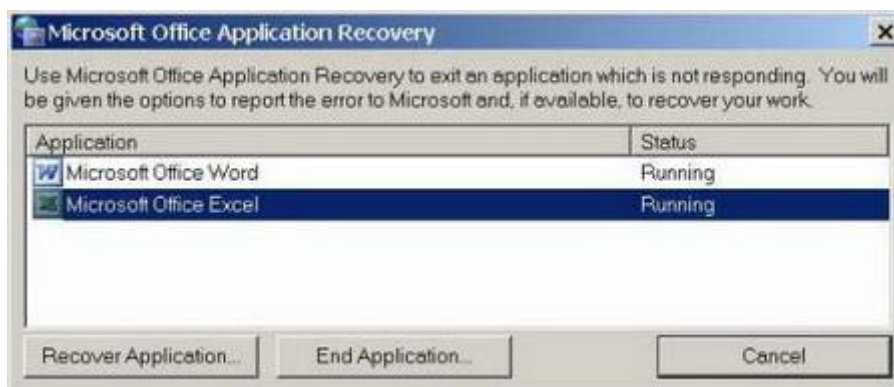 Microsoft Office Application Recovery
Use Microsoft Office Application Recovery to exit an application which is not responding. You will
be given the options to report the error to Microsoft and, if available, to recover your work.
Application Status
Microsoft Office Word Running
Microsoft Office Excel Running
Recover Application... End Application... Cancel